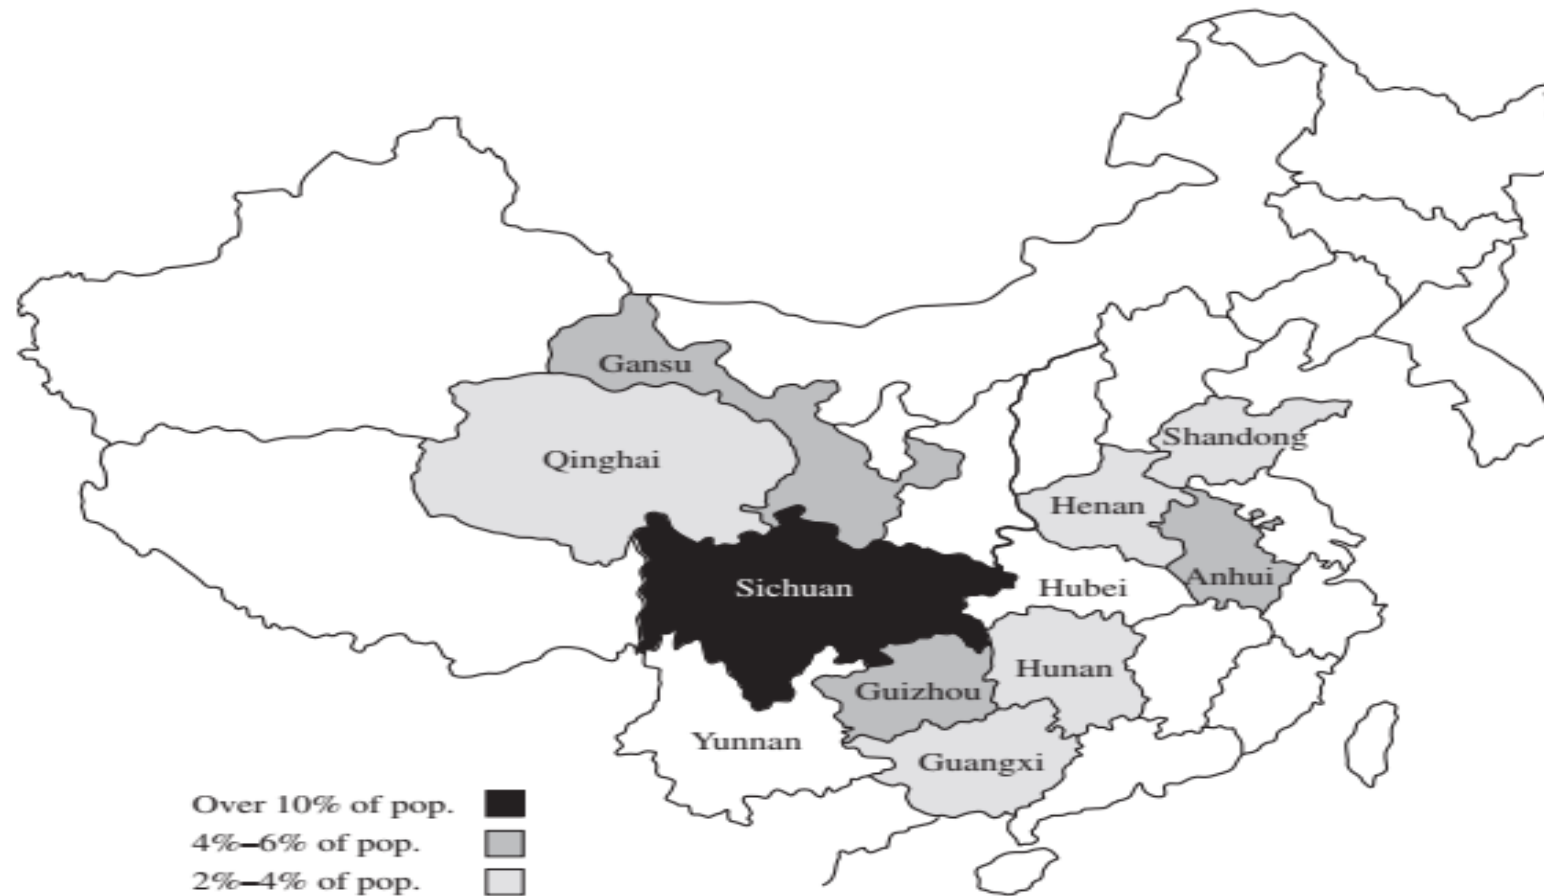 Gansu
Qinghai
Shandong
Henan
Sichuan
Hubei
Anhui
Hunan
Guizhou
Yunnan
Guangxi
Over 10% of pop.
4%–6% of pop.
2%–4% of pop.